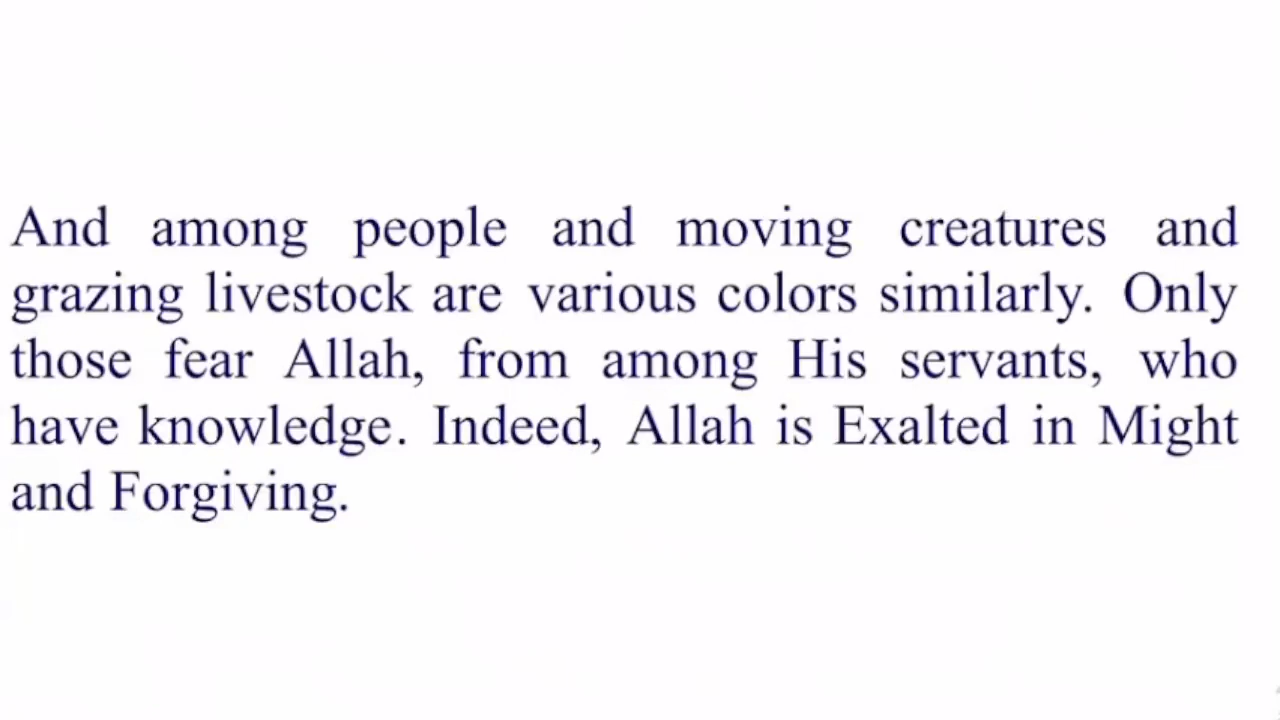 And among people and moving creatures and
grazing livestock are various colors similarly. Only
those fear Allah, from among His servants, who
have knowledge. Indeed, Allah is Exalted in Might
and Forgiving.